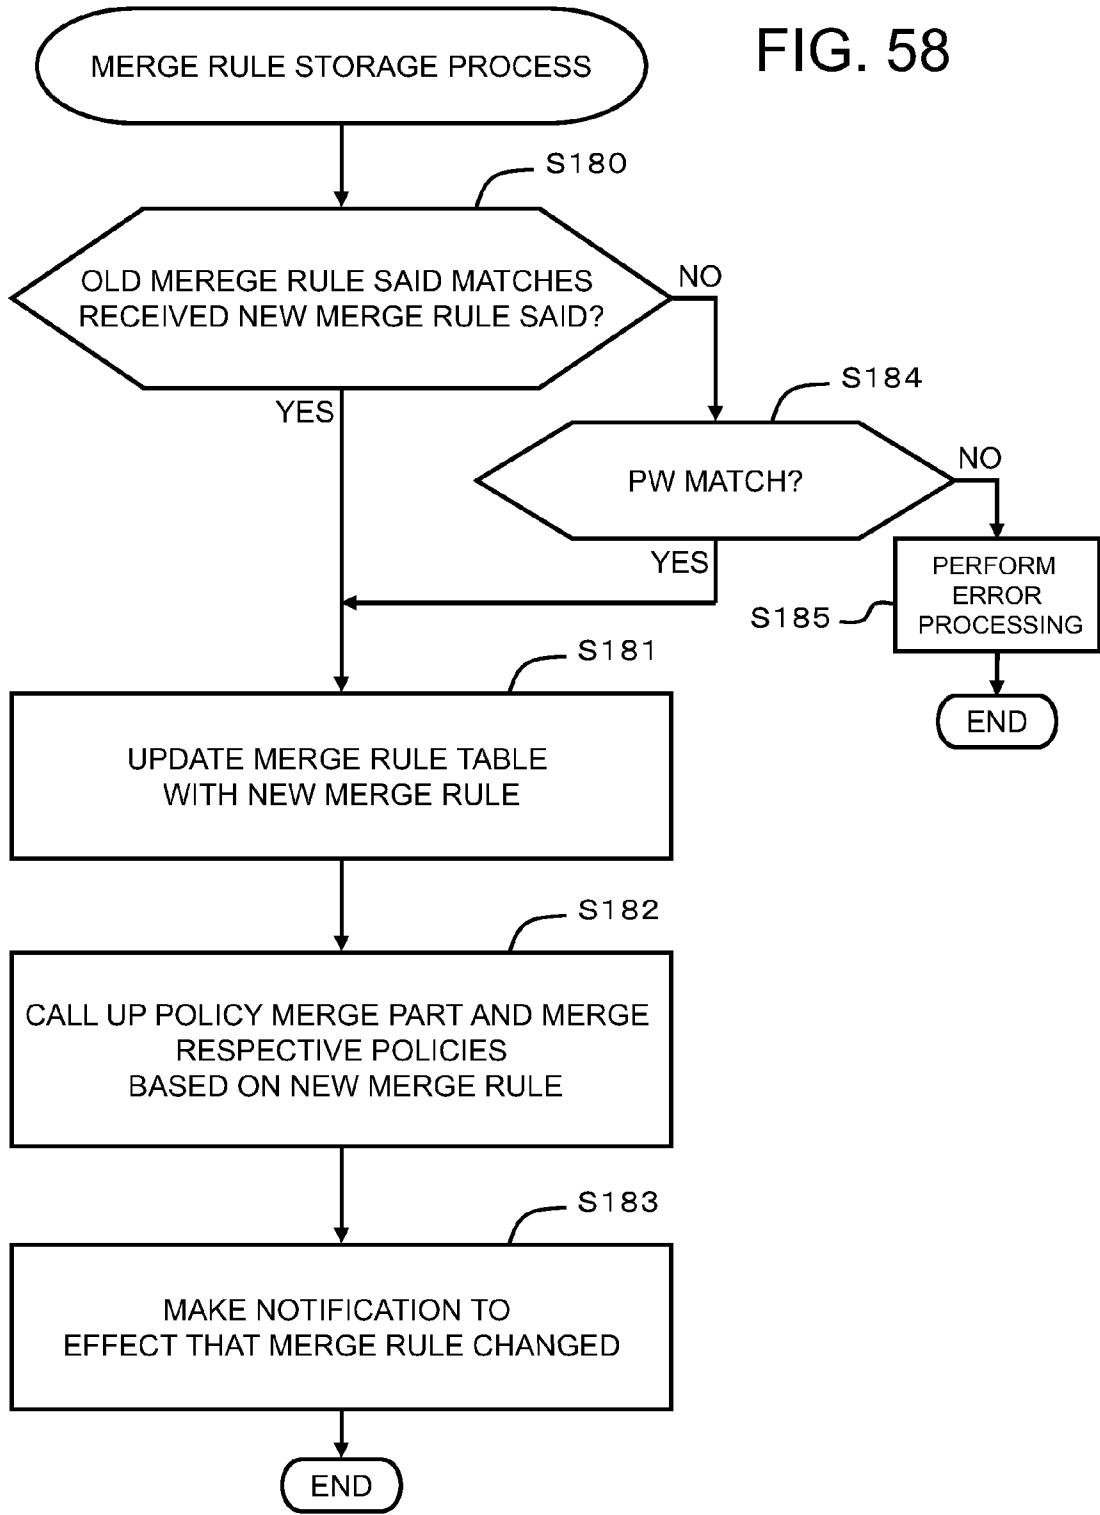 FIG. 58
MERGE RULE STORAGE PROCESS
S180
OLD MEREGE RULE SAID MATCHES
RECEIVED NEW MERGE RULE SAID?
NO
YES
S184
PW MATCH?
NO
YES
S185
PERFORM
ERROR
PROCESSING
END
S181
UPDATE MERGE RULE TABLE
WITH NEW MERGE RULE
S182
CALL UP POLICY MERGE PART AND MERGE
RESPECTIVE POLICIES
BASED ON NEW MERGE RULE
S183
MAKE NOTIFICATION TO
EFFECT THAT MERGE RULE CHANGED
END